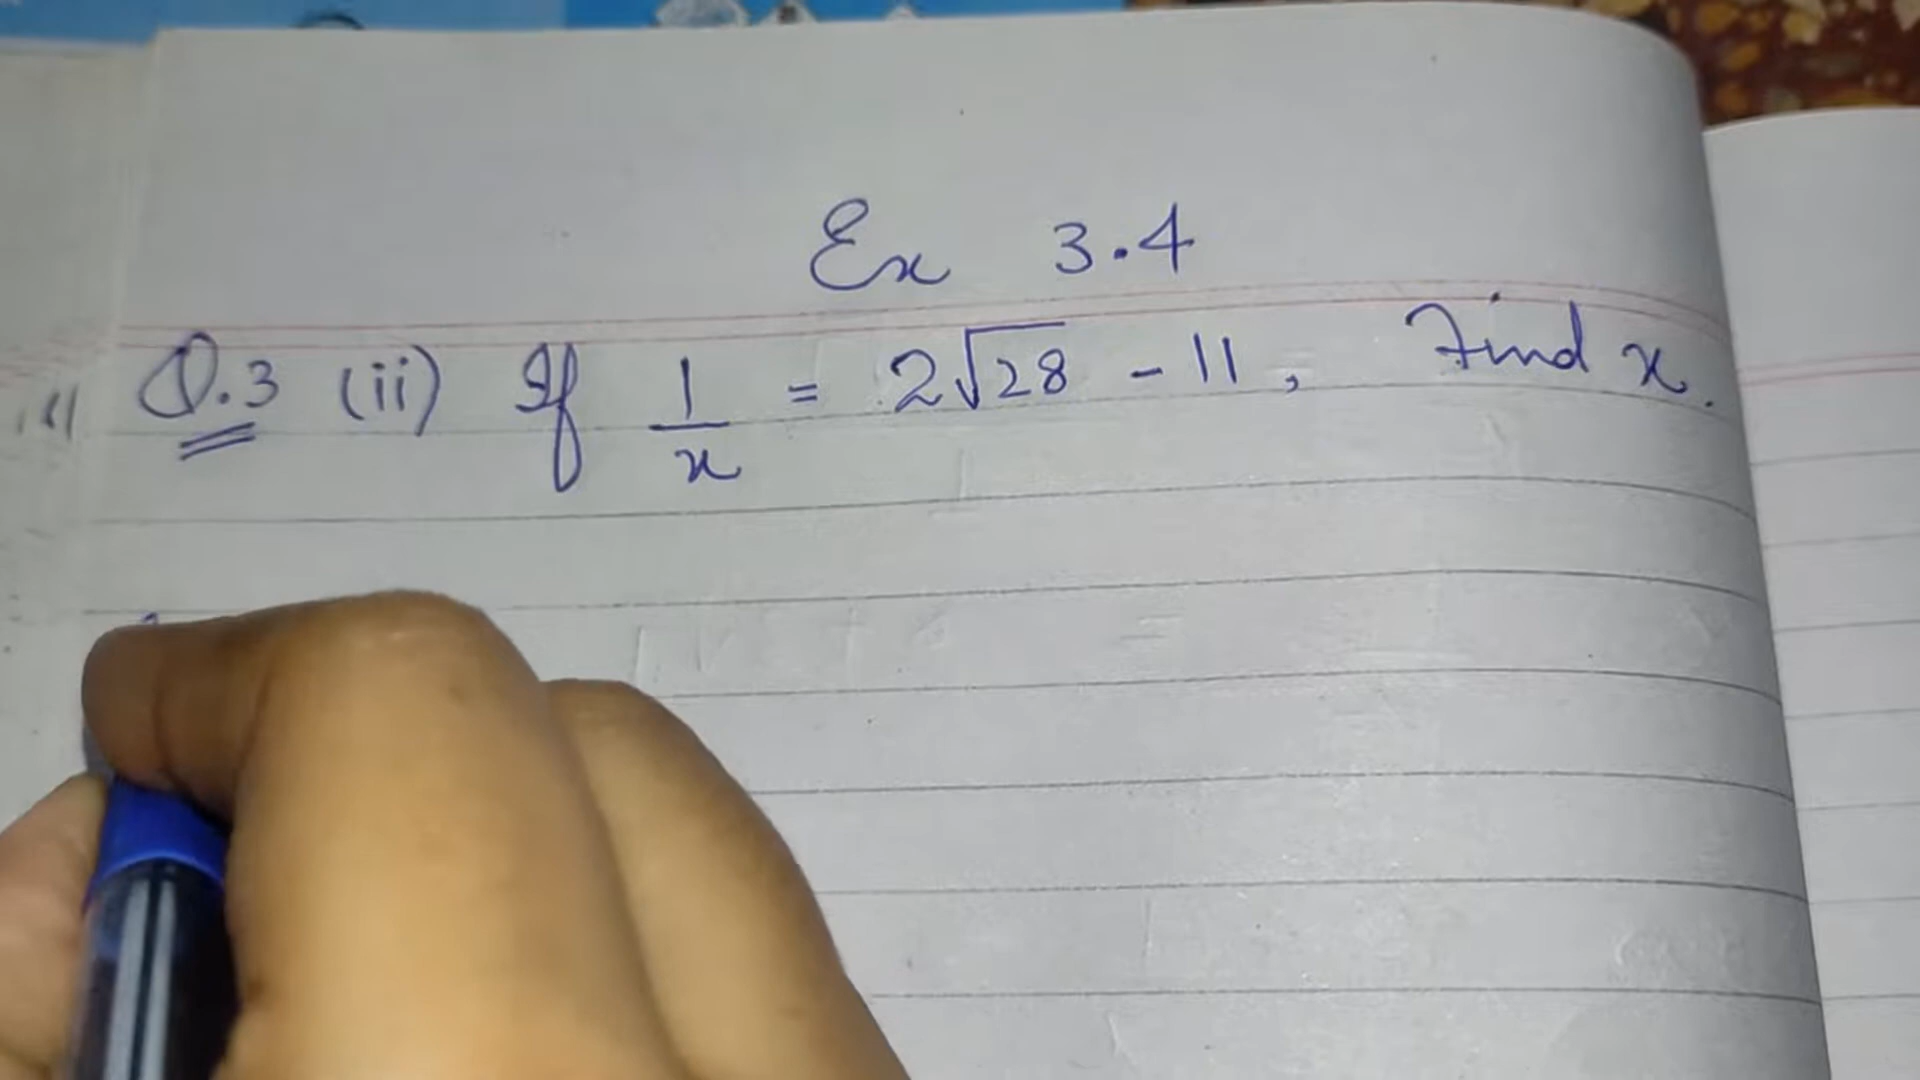 Ex 3.4
Q.3 (ii) If 1/x = 2√28 - 11, Find x.